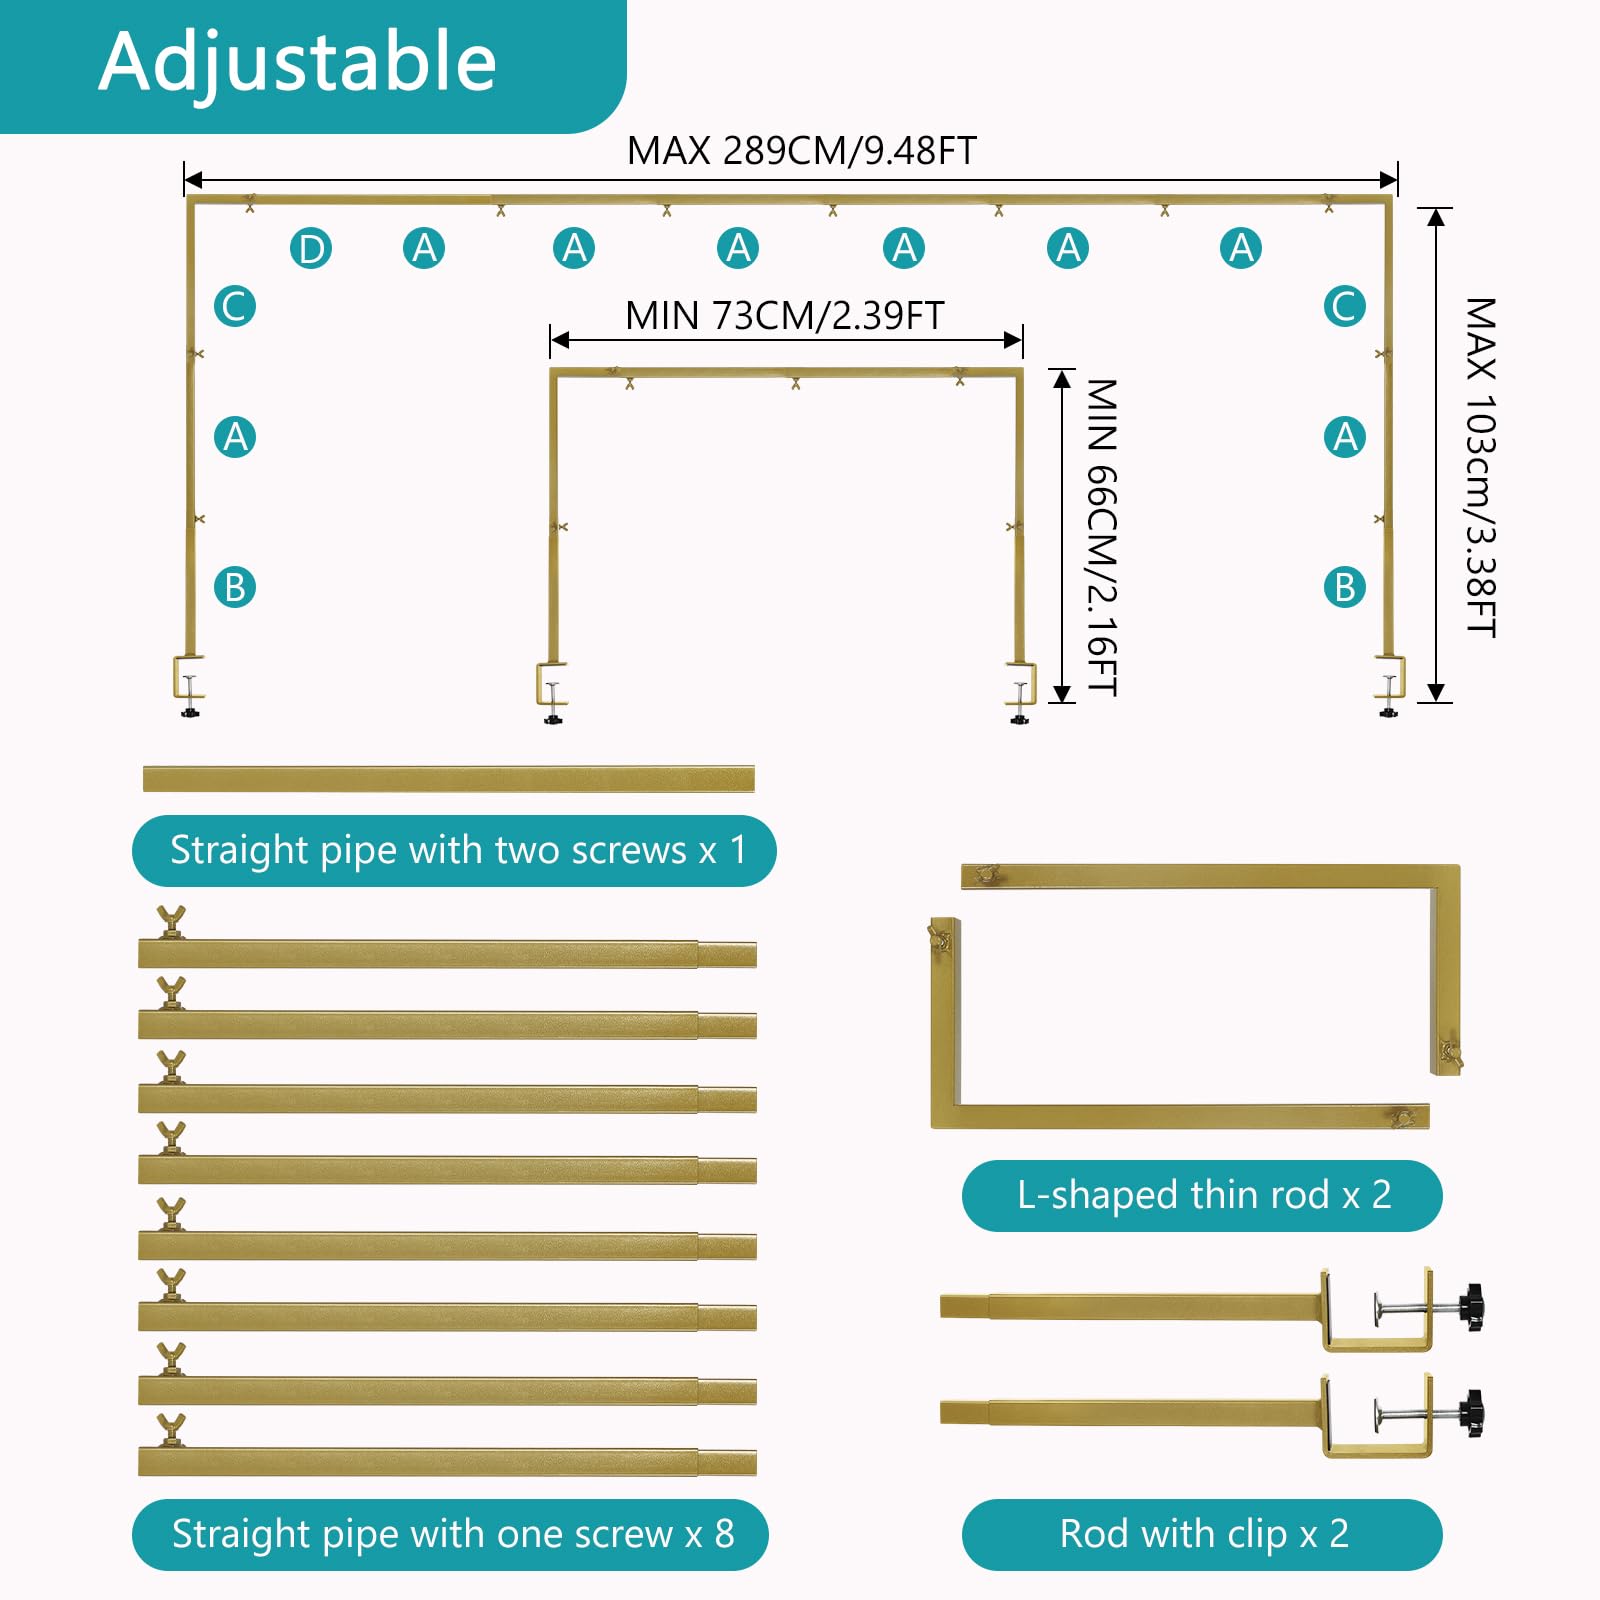 Adjustable
MAX 289CM/9.48FT
D A A A A A A
C C
MIN 73CM/2.39FT
MAX 103cm/3.38FT
MIN 66CM/2.16FT
A A
B B
Straight pipe with two screws x 1
L-shaped thin rod x 2
Straight pipe with one screw x 8
Rod with clip x 2